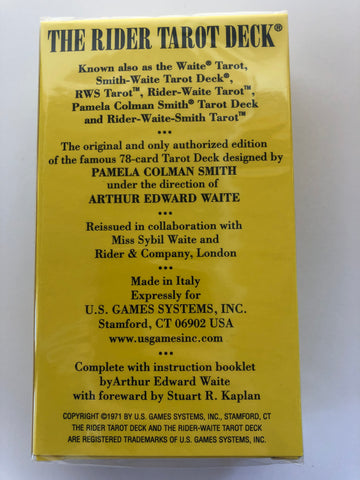 THE RIDER TAROT DECK®
Known also as the Waite® Tarot,
Smith-Waite Tarot Deck®,
RWS Tarot™, Rider-Waite Tarot™,
Pamela Colman Smith® Tarot Deck
and Rider-Waite-Smith Tarot™
•••
The original and only authorized edition
of the famous 78-card Tarot Deck designed by
PAMELA COLMAN SMITH
under the direction of
ARTHUR EDWARD WAITE
•••
Reissued in collaboration with
Miss Sybil Waite and
Rider & Company, London
•••
Made in Italy
Expressly for
U.S. GAMES SYSTEMS, INC.
Stamford, CT 06902 USA
www.usgamesinc.com
•••
Complete with instruction booklet
byArthur Edward Waite
with foreword by Stuart R. Kaplan
COPYRIGHT ©1971 BY U.S. GAMES SYSTEMS, INC., STAMFORD, CT
THE RIDER TAROT DECK AND THE RIDER-WAITE TAROT DECK
ARE REGISTERED TRADEMARKS OF U.S. GAMES SYSTEMS, INC.